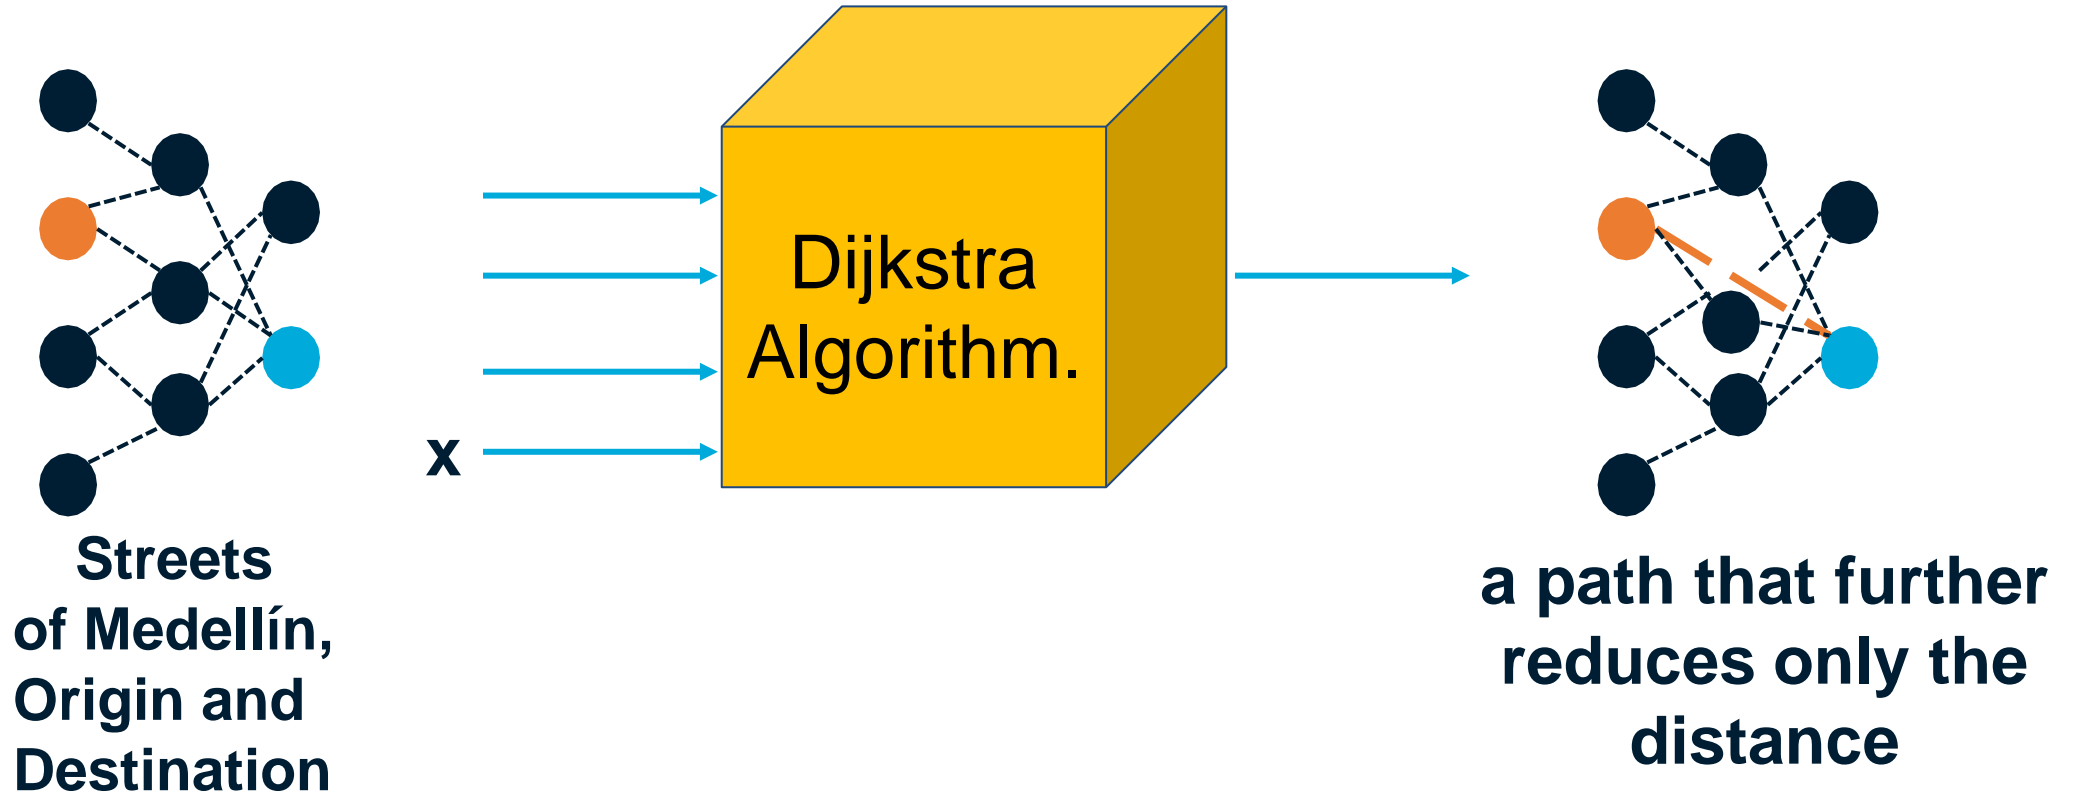 Dijkstra
Algorithm.
x
Streets
of Medellín,
Origin and
Destination
a path that further
reduces only the
distance